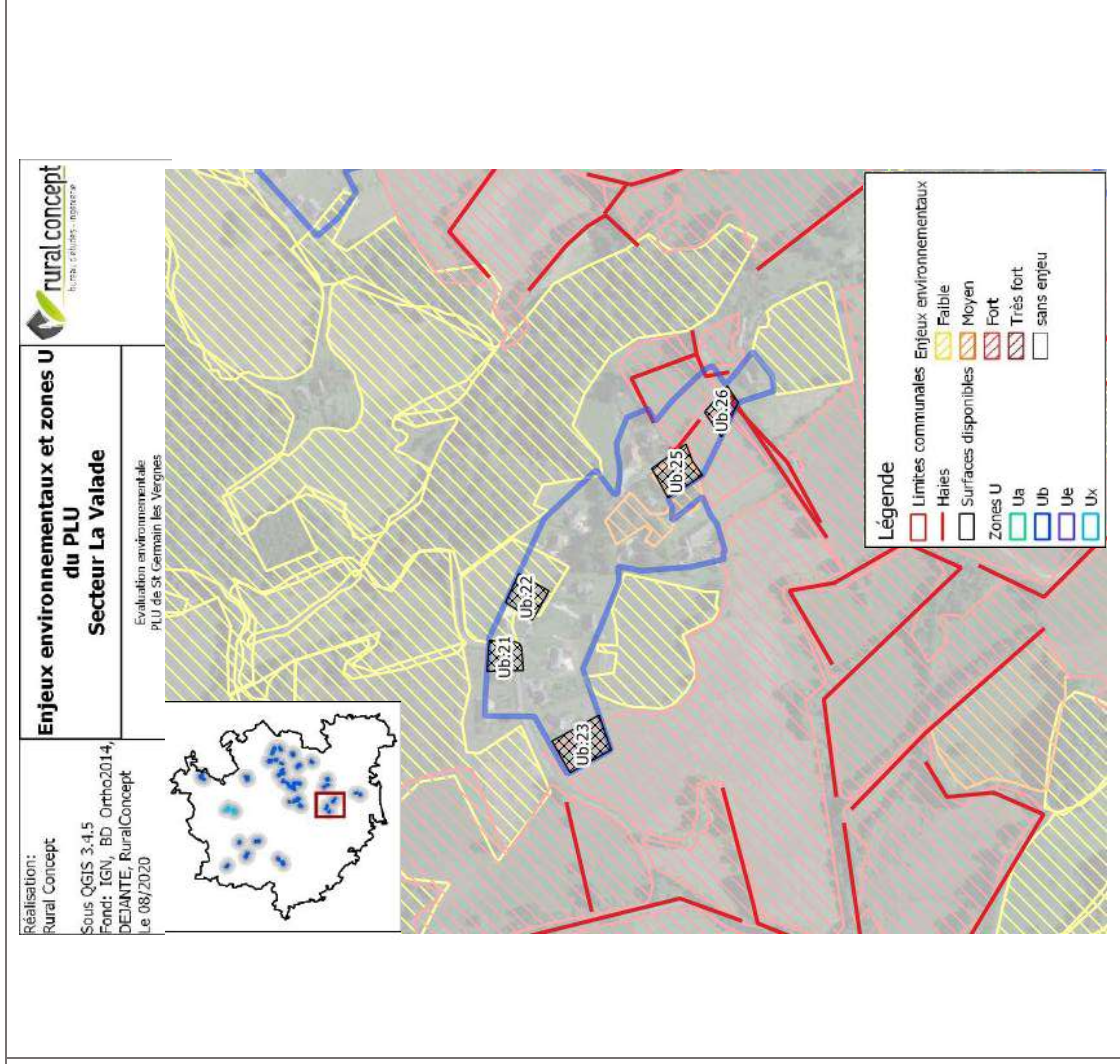 Réalisation:
Rural Concept
Sous QGIS 3.4.5
Fond: IGN, BD Ortho2014,
DEJANTE, RuralConcept
Le 08/2020
Enjeux environnementaux et zones U
du PLU
Secteur La Valade
Evaluation environnementale
PLU de St Germain les Vergnes
rural concept
bureau d'études - ingénierie
Ub:21
Ub:22
Ub:23
Ub:25
Ub:26
Légende
Limites communales
Haies
Surfaces disponibles
Zones U
Ua
Ub
Ue
Ux
Enjeux environnementaux
Faible
Moyen
Fort
Très fort
sans enjeu